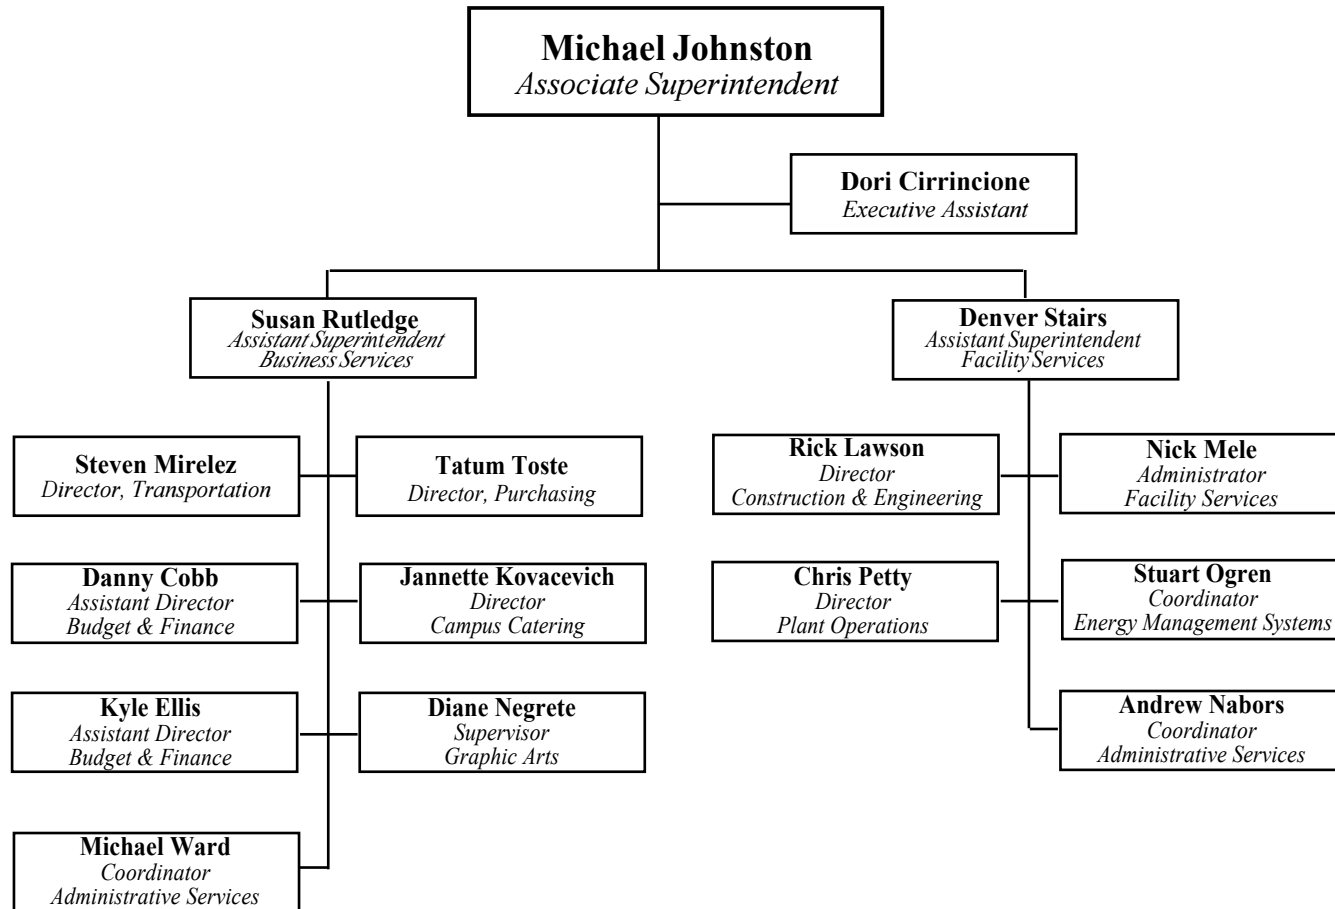 Michael Johnston
Associate Superintendent
Dori Cirrincione
Executive Assistant
Susan Rutledge
Assistant Superintendent
Business Services
Denver Stairs
Assistant Superintendent
Facility Services
Steven Mirelez
Director, Transportation
Tatum Toste
Director, Purchasing
Rick Lawson
Director
Construction & Engineering
Nick Mele
Administrator
Facility Services
Danny Cobb
Assistant Director
Budget & Finance
Jannette Kovacevich
Director
Campus Catering
Chris Petty
Director
Plant Operations
Stuart Ogren
Coordinator
Energy Management Systems
Kyle Ellis
Assistant Director
Budget & Finance
Diane Negrete
Supervisor
Graphic Arts
Andrew Nabors
Coordinator
Administrative Services
Michael Ward
Coordinator
Administrative Services